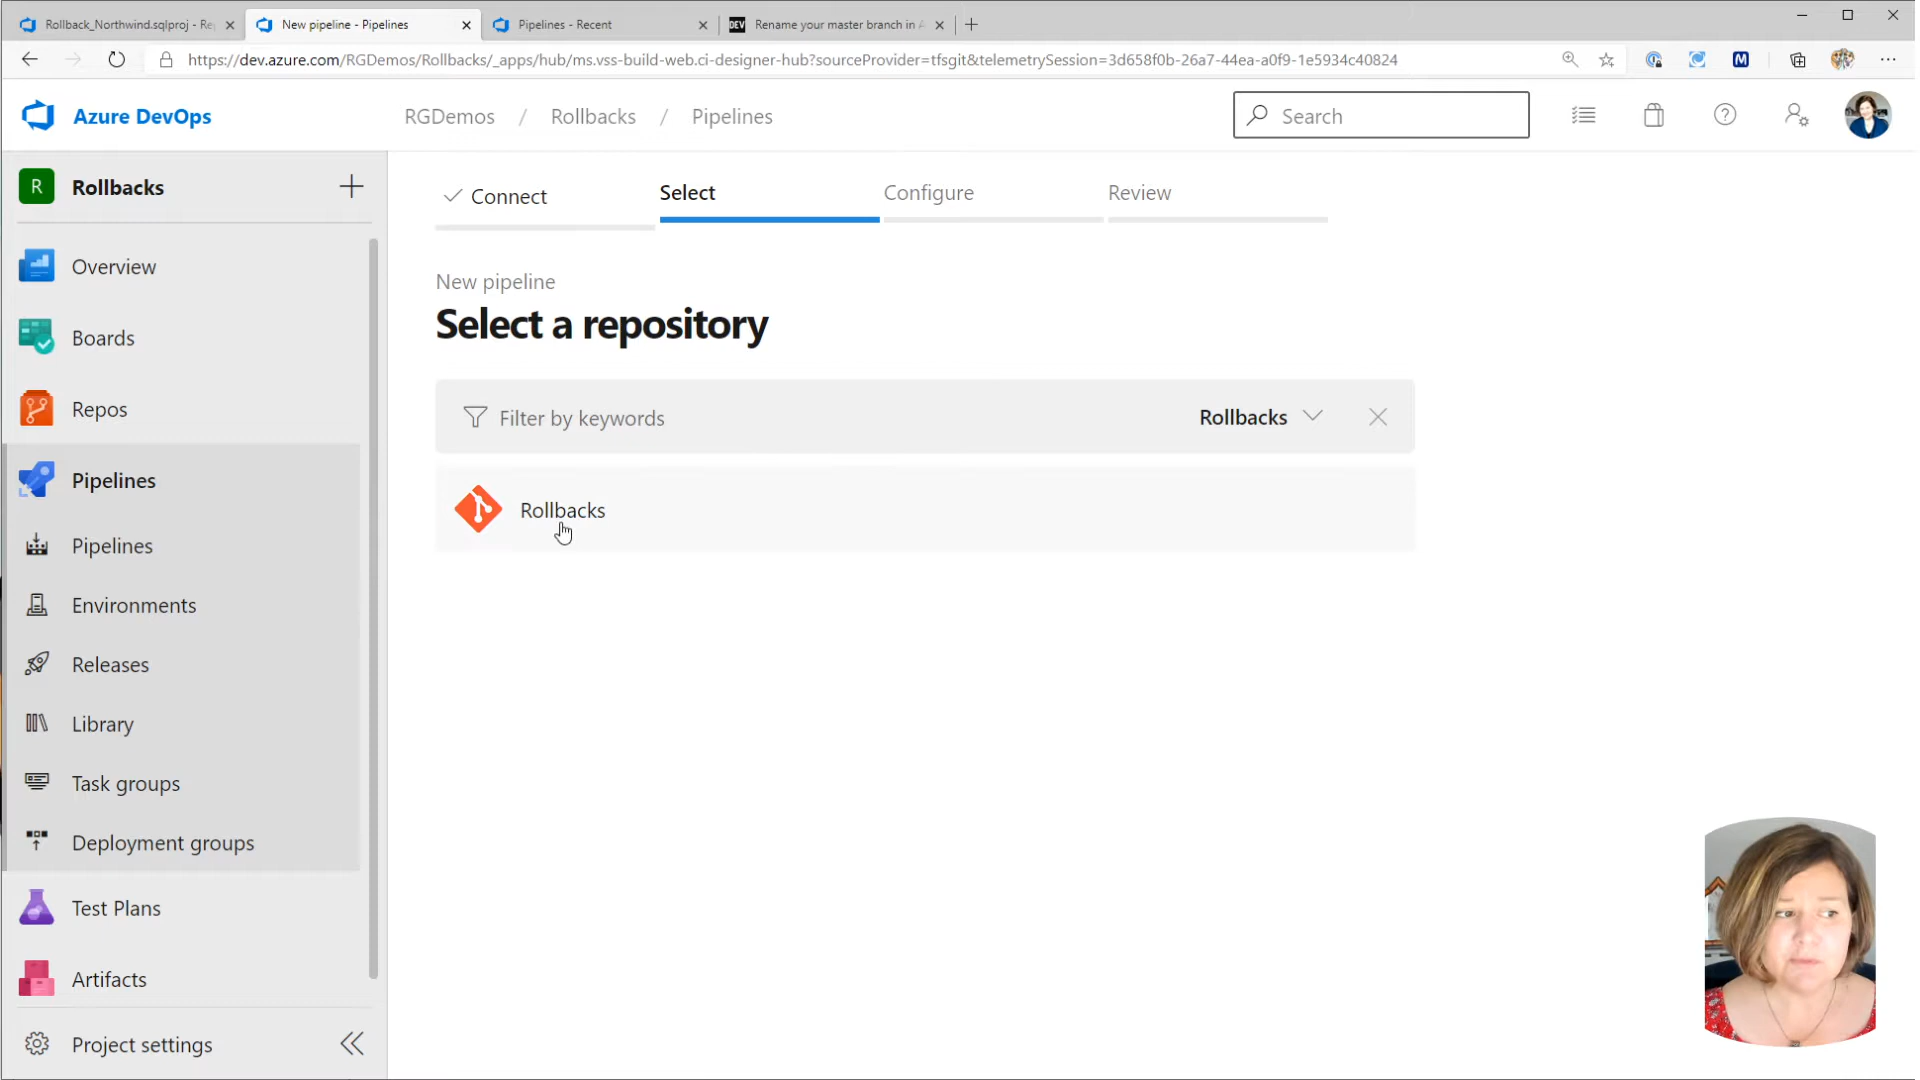 Rollback_Northwind.sqlproj - Re
New pipeline - Pipelines
Pipelines - Recent
DEV
Rename your master branch in A
https://dev.azure.com/RGDemos/Rollbacks/_apps/hub/ms.vss-build-web.ci-designer-hub?sourceProvider=tfsgit&telemetrySession=3d658f0b-26a7-44ea-a0f9-1e5934c40824
M
Azure DevOps
RGDemos / Rollbacks / Pipelines
Search
R
Rollbacks
Overview
Boards
Repos
Pipelines
Pipelines
Environments
Releases
Library
Task groups
Deployment groups
Test Plans
Artifacts
Project settings
Connect
Select
Configure
Review
New pipeline
Select a repository
Filter by keywords
Rollbacks
Rollbacks